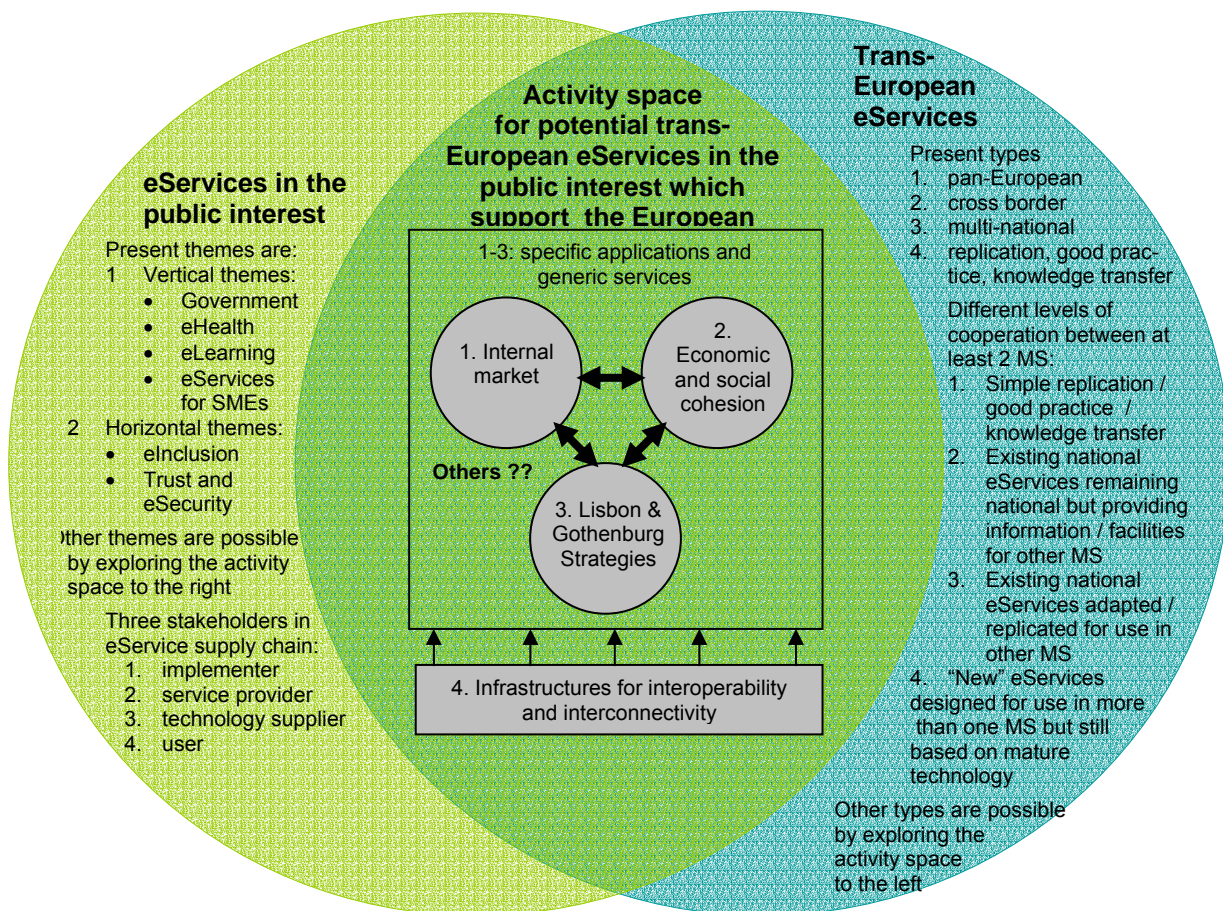 eServices in the
public interest
Present themes are:
1 Vertical themes:
• Government
• eHealth
• eLearning
• eServices
for SMEs
2 Horizontal themes:
• eInclusion
• Trust and
eSecurity
ther themes are possible
by exploring the activity
space to the right
Three stakeholders in
eService supply chain:
1. implementer
2. service provider
3. technology supplier
4. user
Activity space
for potential trans-
European eServices in the
public interest which
support the European
1-3: specific applications and
generic services
1. Internal
market
2.
Economic
and social
cohesion
Others ??
3. Lisbon &
Gothenburg
Strategies
4. Infrastructures for interoperability
and interconnectivity
Trans-
European
eServices
Present types
1. pan-European
2. cross border
3. multi-national
4. replication, good prac-
tice, knowledge transfer
Different levels of
cooperation between at
least 2 MS:
1. Simple replication /
good practice /
knowledge transfer
2. Existing national
eServices remaining
national but providing
information / facilities
for other MS
3. Existing national
eServices adapted /
replicated for use in
other MS
4. “New” eServices
designed for use in more
than one MS but still
based on mature
technology
Other types are possible
by exploring the
activity space
to the left